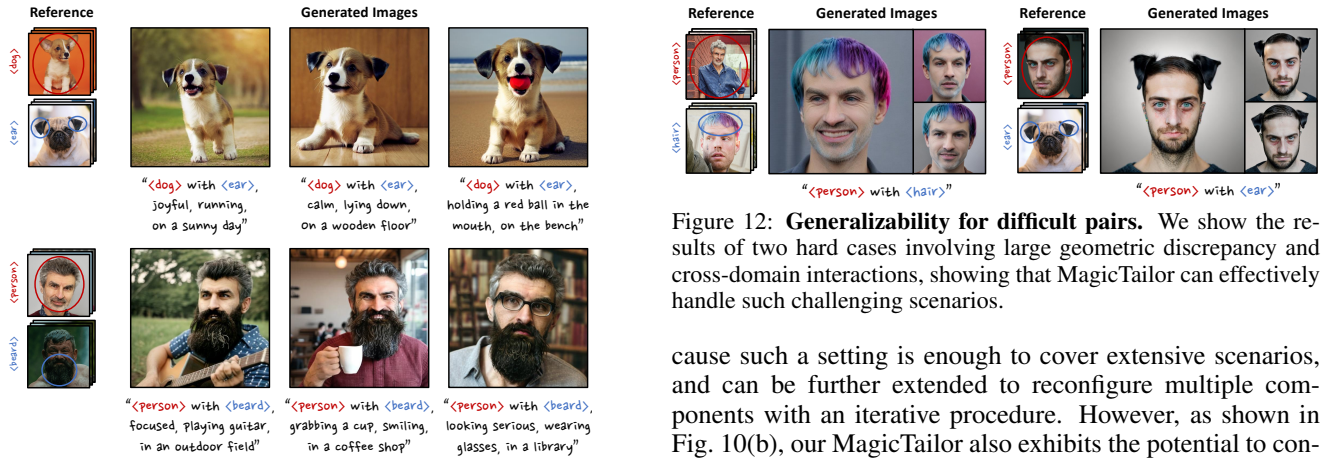 Reference
Generated Images
<dog>
<ear>
“<dog> with <ear>,
joyful, running,
on a sunny day”
“<dog> with <ear>,
calm, lying down,
on a wooden floor”
“<dog> with <ear>,
holding a red ball in the
mouth, on the bench”
<person>
<beard>
“<person> with <beard>,
focused, playing guitar,
in an outdoor field”
“<person> with <beard>,
grabbing a cup, smiling,
in a coffee shop”
“<person> with <beard>,
looking serious, wearing
glasses, in a library”
Reference
Generated Images
Reference
Generated Images
<person>
<hair>
“<person> with <hair>”
<person>
<ear>
“<person> with <ear>”
Figure 12: Generalizability for difficult pairs. We show the re-
sults of two hard cases involving large geometric discrepancy and
cross-domain interactions, showing that MagicTailor can effectively
handle such challenging scenarios.
cause such a setting is enough to cover extensive scenarios,
and can be further extended to reconfigure multiple com-
ponents with an iterative procedure. However, as shown in
Fig. 10(b), our MagicTailor also exhibits the potential to con-